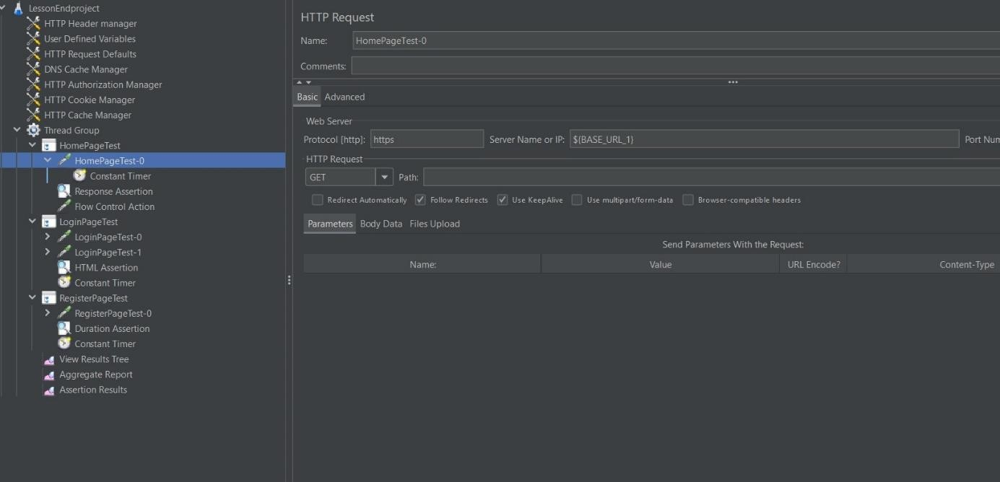 LessonEndproject
HTTP Header manager
User Defined Variables
HTTP Request Defaults
DNS Cache Manager
HTTP Authorization Manager
HTTP Cookie Manager
HTTP Cache Manager
Thread Group
HomePageTest
HomePageTest-0
Constant Timer
Response Assertion
Flow Control Action
LoginPageTest
LoginPageTest-0
LoginPageTest-1
HTML Assertion
Constant Timer
RegisterPageTest
RegisterPageTest-0
Duration Assertion
Constant Timer
View Results Tree
Aggregate Report
Assertion Results
HTTP Request
Name: HomePageTest-0
Comments:
Basic Advanced
Web Server
Protocol [http]: https Server Name or IP: ${BASE_URL_1} Port Num
HTTP Request
GET Path:
Redirect Automatically Follow Redirects Use KeepAlive Use multipart/form-data Browser-compatible headers
Parameters Body Data Files Upload
Send Parameters With the Request:
Name: Value URL Encode? Content-Type